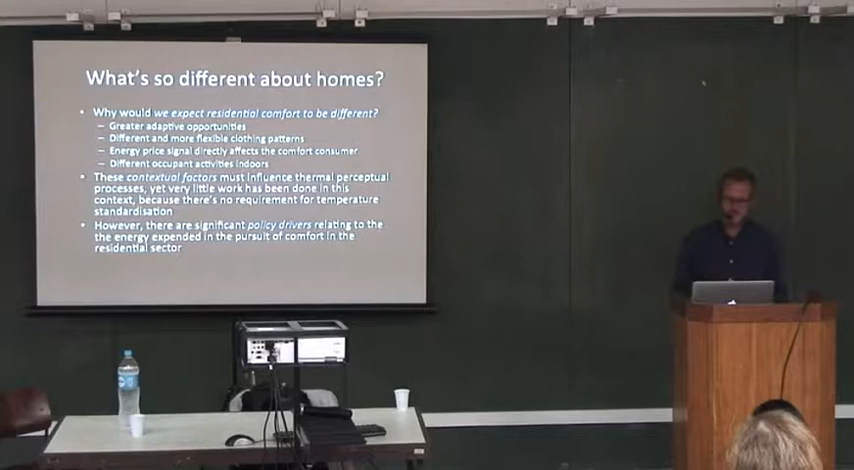 What's so different about homes?
• Why would we expect residential comfort to be different?
– Greater adaptive opportunities
– Different and more flexible clothing patterns
– Energy price signal directly affects the comfort consumer
– Different occupant activities indoors
• These contextual factors must influence thermal perceptual
processes, yet very little work has been done in this
context, because there's no requirement for temperature
standardisation
• However, there are significant policy drivers relating to the
the energy expended in the pursuit of comfort in the
residential sector